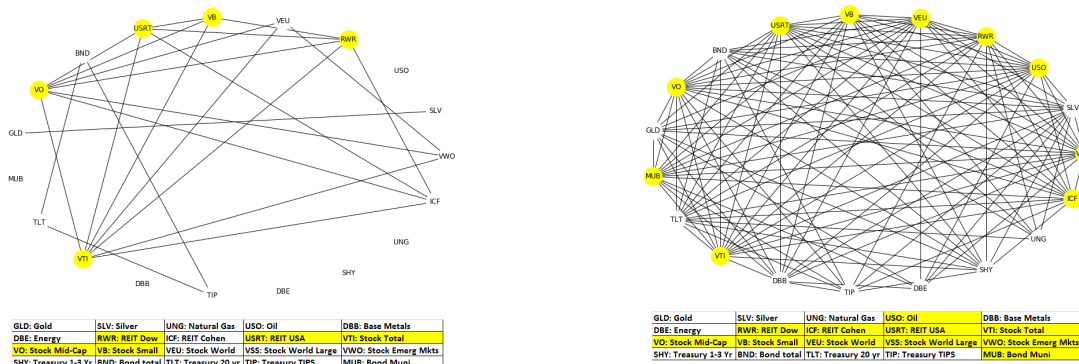 VB
VEU
USRT
RWR
BND
USO
VO
SLV
GLD
VWO
MUB
ICF
TLT
UNG
VTI
SHY
DBB
DBE
TIP
GLD: Gold SLV: Silver UNG: Natural Gas USO: Oil DBB: Base Metals
DBE: Energy RWR: REIT Dow ICF: REIT Cohen USRT: REIT USA VTI: Stock Total
VO: Stock Mid-Cap VB: Stock Small VEU: Stock World VSS: Stock World Large VWO: Stock Emerg Mkts
SHY: Treasury 1-3 Yr BND: Bond total TLT: Treasury 20 yr TIP: Treasury TIPS MUB: Bond Muni
VB
VEU
USRT
RWR
BND
USO
VO
SLV
GLD
MUB
ICF
TLT
UNG
VTI
SHY
DBB
DBE
TIP
GLD: Gold SLV: Silver UNG: Natural Gas USO: Oil DBB: Base Metals
DBE: Energy RWR: REIT Dow ICF: REIT Cohen USRT: REIT USA VTI: Stock Total
VO: Stock Mid-Cap VB: Stock Small VEU: Stock World VSS: Stock World Large VWO: Stock Emerg Mkts
SHY: Treasury 1-3 Yr BND: Bond total TLT: Treasury 20 yr TIP: Treasury TIPS MUB: Bond Muni